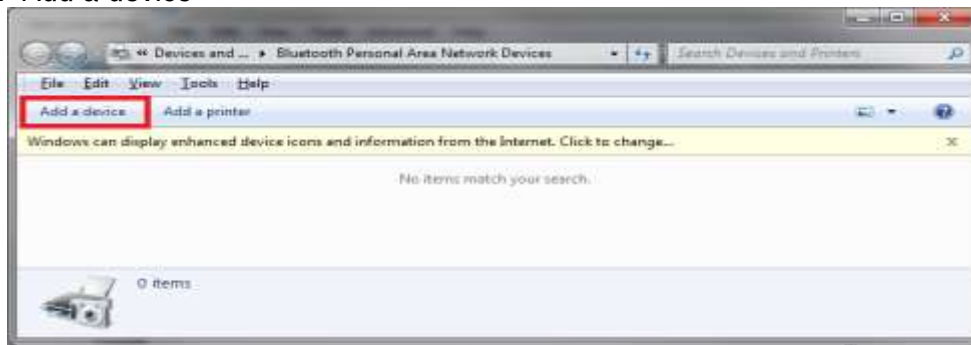 Add a device
« Devices and ... ▸ Bluetooth Personal Area Network Devices
Search Devices and Printers
File Edit View Tools Help
Add a device Add a printer
Windows can display enhanced device icons and information from the Internet. Click to change...
No items match your search.
0 items